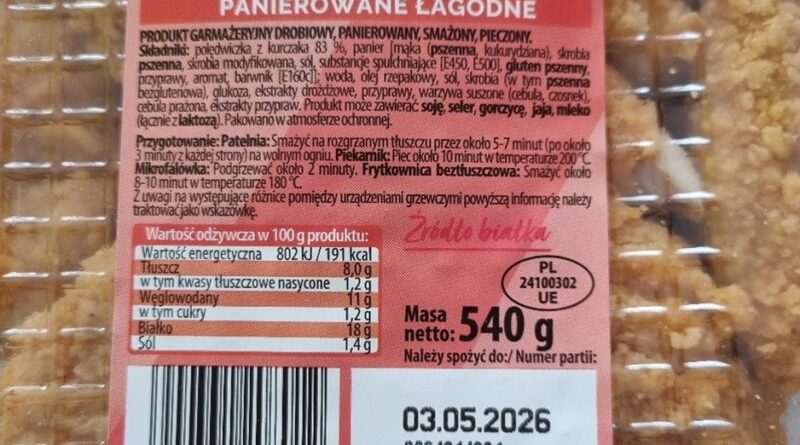 PANIEROWANE ŁAGODNE
PRODUKT GARMAŻERYJNY DROBIOWY, PANIEROWANY, SMAŻONY, PIECZONY.
Składniki: polędwiczka z kurczaka 83 %, panier [mąka (pszenna, kukurydziana), skrobia
pszenna, skrobia modyfikowana, sól, substancje spulchniające [E450, E500], gluten pszenny,
przyprawy, aromat, barwnik [E160c]]; woda, olej rzepakowy, sól, skrobia (w tym pszenna
bezglutenowa), glukoza, ekstrakty drożdżowe, przyprawy, warzywa suszone (cebula, czosnek),
cebula prażona, ekstrakty przypraw. Produkt może zawierać: soję, seler, gorczycę, jaja, mleko
(łącznie z laktozą). Pakowano w atmosferze ochronnej.
Przygotowanie: Patelnia: Smażyć na rozgrzanym tłuszczu przez około 5-7 minut (po około
3 minuty z każdej strony) na wolnym ogniu. Piekarnik: Piec około 10 minut w temperaturze 200 °C.
Mikrofalówka: Podgrzewać około 2 minuty. Frytkownica beztłuszczowa: Smażyć około
8-10 minut w temperaturze 180 °C.
Z uwagi na występujące różnice pomiędzy urządzeniami grzewczymi powyższą informację należy
traktować jako wskazówkę.
Wartość odżywcza w 100 g produktu:
Wartość energetyczna 802 kJ / 191 kcal
Tłuszcz 8,0 g
w tym kwasy tłuszczowe nasycone 1,2 g
Węglowodany 11 g
w tym cukry 1,2 g
Białko 18 g
Sól 1,4 g
Źródło białka
PL
24100302
UE
Masa
netto: 540 g
Należy spożyć do:/ Numer partii:
03.05.2026